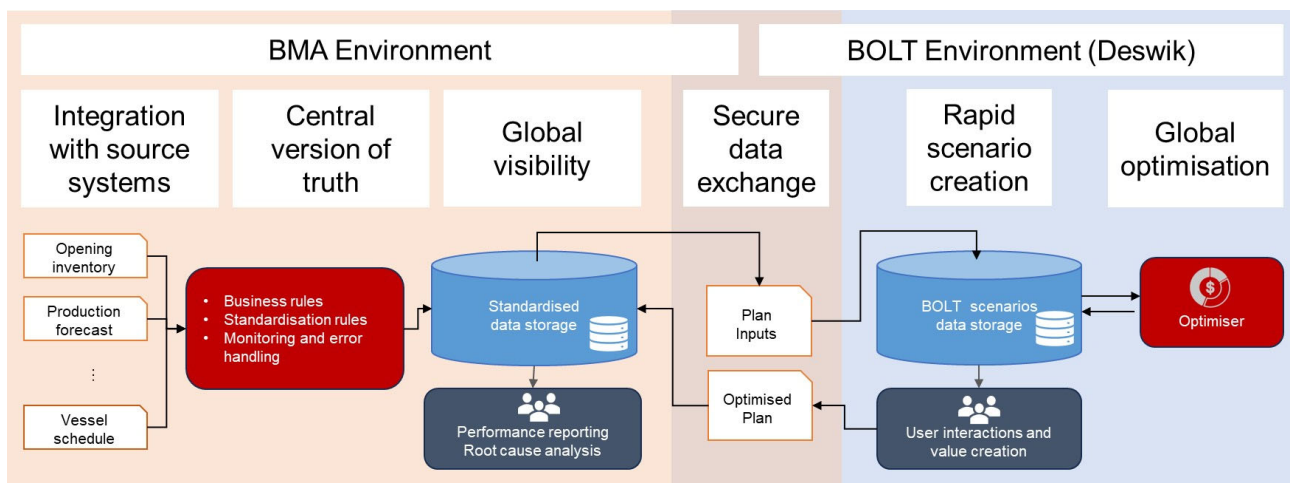 BMA Environment
BOLT Environment (Deswik)
Integration
with source
systems
Central
version of
truth
Global
visibility
Secure
data
exchange
Rapid
scenario
creation
Global
optimisation
Opening
inventory
Production
forecast
⋮
Vessel
schedule
• Business rules
• Standardisation rules
• Monitoring and error
handling
Standardised
data storage
Performance reporting
Root cause analysis
Plan
Inputs
Optimised
Plan
BOLT scenarios
data storage
User interactions and
value creation
$
Optimiser